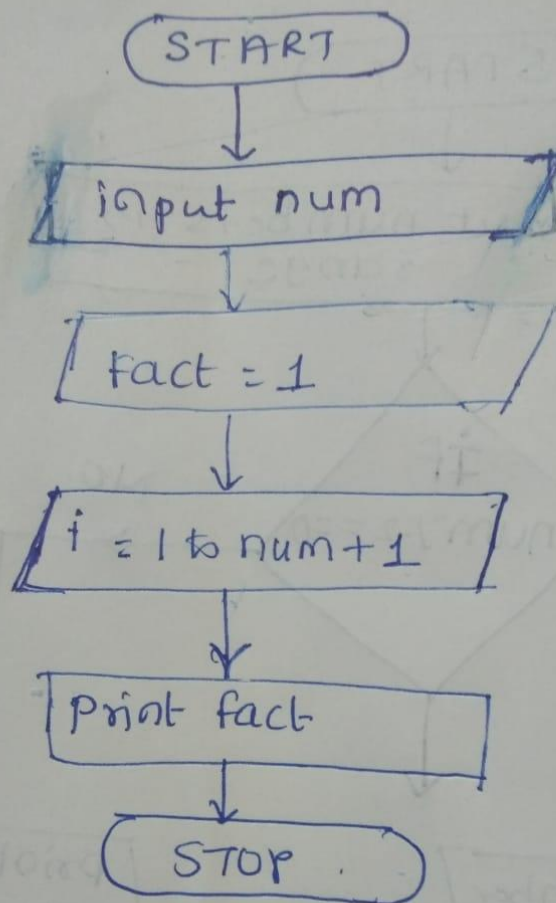 START
input num
Fact = 1
i = 1 to num + 1
Print fact
STOP